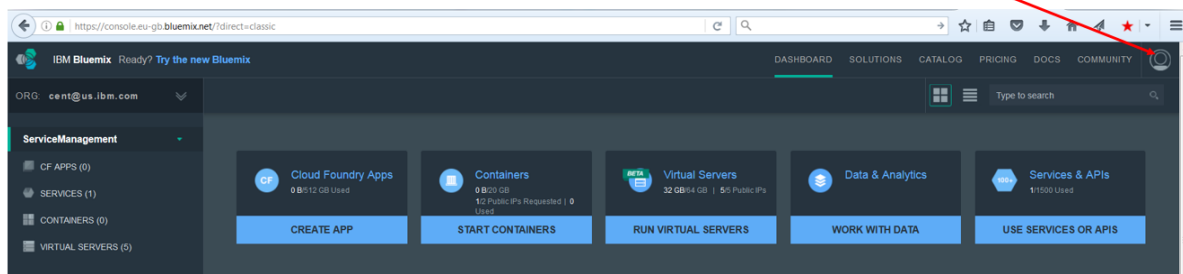 https://console.eu-gb.bluemix.net/?direct=classic
IBM Bluemix Ready? Try the new Bluemix
DASHBOARD SOLUTIONS CATALOG PRICING DOCS COMMUNITY
ORG: cent@us.ibm.com
Type to search
ServiceManagement
CF APPS (0)
SERVICES (1)
CONTAINERS (0)
VIRTUAL SERVERS (5)
CF
Cloud Foundry Apps
0 B/512 GB Used
CREATE APP
Containers
0 B/20 GB
1/2 Public IPs Requested | 0
Used
START CONTAINERS
BETA
Virtual Servers
32 GB/64 GB | 5/5 Public IPs
RUN VIRTUAL SERVERS
Data & Analytics
WORK WITH DATA
100+
Services & APIs
1/1500 Used
USE SERVICES OR APIS